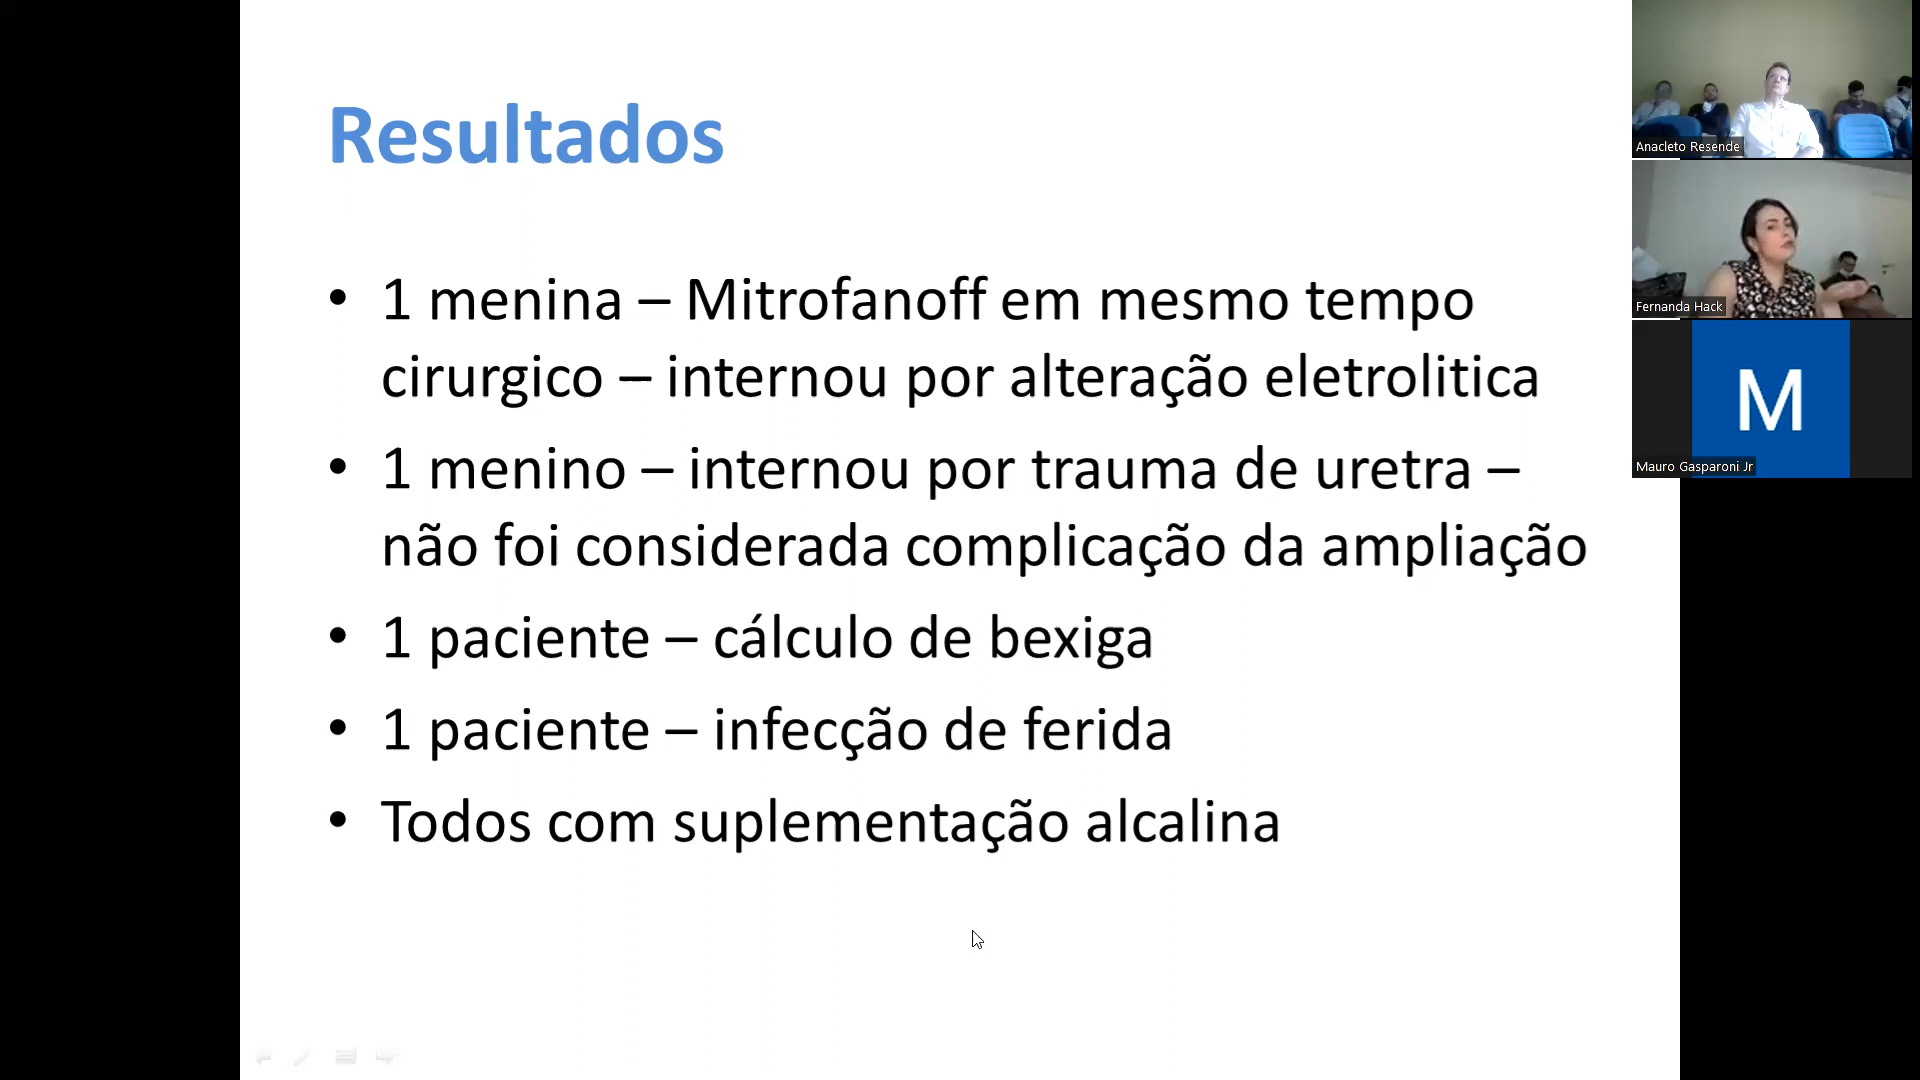 Resultados
• 1 menina – Mitrofanoff em mesmo tempo
cirurgico – internou por alteração eletrolitica
• 1 menino – internou por trauma de uretra –
não foi considerada complicação da ampliação
• 1 paciente – cálculo de bexiga
• 1 paciente – infecção de ferida
• Todos com suplementação alcalina
Anacleto Resende
Fernanda Hack
M
Mauro Gasparoni Jr